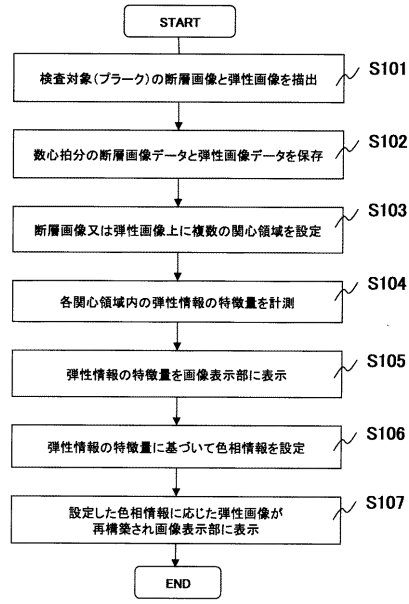 START
検査対象(プラーク)の断層画像と弾性画像を描出
S101
数心拍分の断層画像データと弾性画像データを保存
S102
断層画像又は弾性画像上に複数の関心領域を設定
S103
各関心領域内の弾性情報の特徴量を計測
S104
弾性情報の特徴量を画像表示部に表示
S105
弾性情報の特徴量に基づいて色相情報を設定
S106
設定した色相情報に応じた弾性画像が
再構築され画像表示部に表示
S107
END